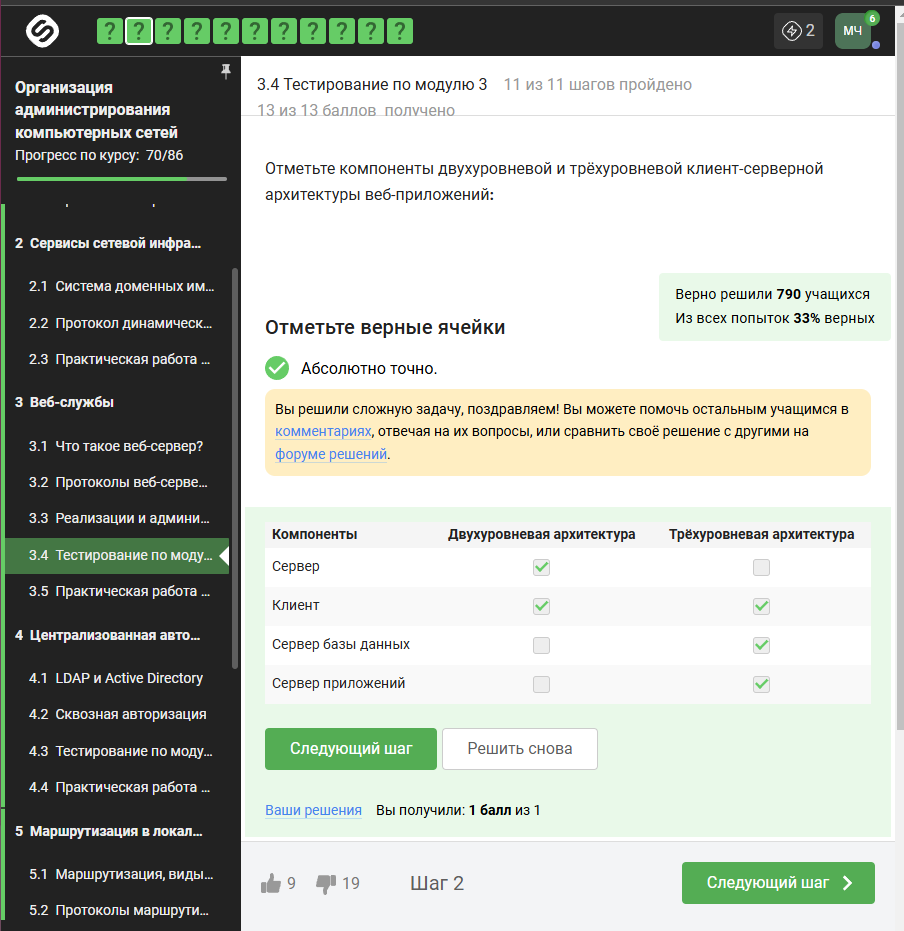 ? ? ? ? ? ? ? ? ? ? ?
2
МЧ
6
Организация
администрирования
компьютерных сетей
Прогресс по курсу: 70/86
2 Сервисы сетевой инфра...
2.1 Система доменных им...
2.2 Протокол динамическ...
2.3 Практическая работа ...
3 Веб-службы
3.1 Что такое веб-сервер?
3.2 Протоколы веб-серве...
3.3 Реализации и админи...
3.4 Тестирование по моду...
3.5 Практическая работа ...
4 Централизованная авто...
4.1 LDAP и Active Directory
4.2 Сквозная авторизация
4.3 Тестирование по моду...
4.4 Практическая работа ...
5 Маршрутизация в локал...
5.1 Маршрутизация, виды...
5.2 Протоколы маршрути...
3.4 Тестирование по модулю 3 11 из 11 шагов пройдено
13 из 13 баллов получено
Отметьте компоненты двухуровневой и трёхуровневой клиент-серверной
архитектуры веб-приложений:
Верно решили 790 учащихся
Из всех попыток 33% верных
Отметьте верные ячейки
Абсолютно точно.
Вы решили сложную задачу, поздравляем! Вы можете помочь остальным учащимся в
комментариях, отвечая на их вопросы, или сравнить своё решение с другими на
форуме решений.
Компоненты Двухуровневая архитектура Трёхуровневая архитектура
Сервер
Клиент
Сервер базы данных
Сервер приложений
Следующий шаг Решить снова
Ваши решения Вы получили: 1 балл из 1
9 19 Шаг 2 Следующий шаг